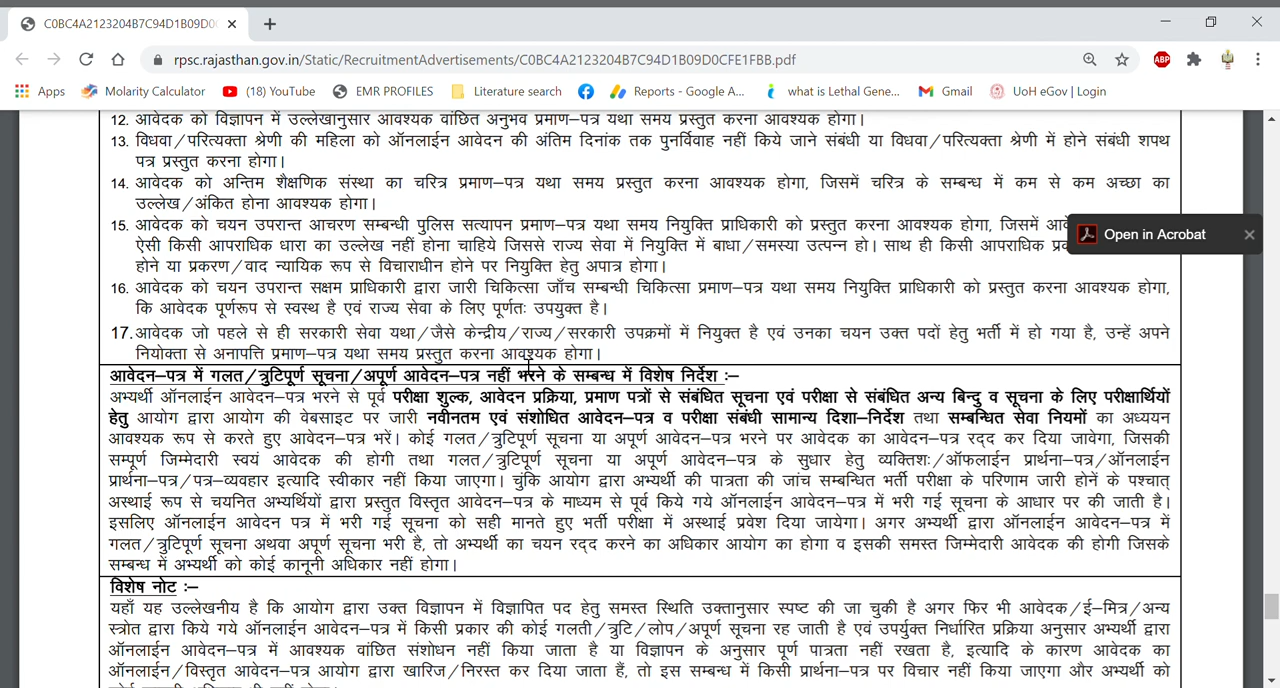 C0BC4A2123204B7C94D1B09D0C
rpsc.rajasthan.gov.in/Static/RecruitmentAdvertisements/C0BC4A2123204B7C94D1B09D0CFE1FBB.pdf
ABP
Apps Molarity Calculator (18) YouTube EMR PROFILES Literature search Reports - Google A... what is Lethal Gene... Gmail UoH eGov | Login
12. आवेदक को विज्ञापन में उल्लेखानुसार आवश्यक वांछित अनुभव प्रमाण–पत्र यथा समय प्रस्तुत करना आवश्यक होगा।
13. विधवा/परित्यक्ता श्रेणी की महिला को ऑनलाईन आवेदन की अंतिम दिनांक तक पुनर्विवाह नहीं किये जाने संबंधी या विधवा/परित्यक्ता श्रेणी में होने संबंधी शपथ
पत्र प्रस्तुत करना होगा।
14. आवेदक को अन्तिम शैक्षणिक संस्था का चरित्र प्रमाण–पत्र यथा समय प्रस्तुत करना आवश्यक होगा, जिसमें चरित्र के सम्बन्ध में कम से कम अच्छा का
उल्लेख/अंकित होना आवश्यक होगा।
15. आवेदक को चयन उपरान्त आचरण सम्बन्धी पुलिस सत्यापन प्रमाण–पत्र यथा समय नियुक्ति प्राधिकारी को प्रस्तुत करना आवश्यक होगा, जिसमें
ऐसी किसी आपराधिक धारा का उल्लेख नहीं होना चाहिये जिससे राज्य सेवा में नियुक्ति में बाधा/समस्या उत्पन्न हो। साथ ही किसी आपराधिक
Open in Acrobat
होने या प्रकरण/वाद न्यायिक रूप से विचाराधीन होने पर नियुक्ति हेतु अपात्र होगा।
16. आवेदक को चयन उपरान्त सक्षम प्राधिकारी द्वारा जारी चिकित्सा जाँच सम्बन्धी चिकित्सा प्रमाण–पत्र यथा समय नियुक्ति प्राधिकारी को प्रस्तुत करना आवश्यक होगा,
कि आवेदक पूर्णरूप से स्वस्थ है एवं राज्य सेवा के लिए पूर्णतः उपयुक्त है।
17. आवेदक जो पहले से ही सरकारी सेवा यथा/जैसे केन्द्रीय/राज्य/सरकारी उपक्रमों में नियुक्त है एवं उनका चयन उक्त पदों हेतु भर्ती में हो गया है, उन्हें अपने
नियोक्ता से अनापत्ति प्रमाण–पत्र यथा समय प्रस्तुत करना आवश्यक होगा।
आवेदन–पत्र में गलत/त्रुटिपूर्ण सूचना/अपूर्ण आवेदन–पत्र नहीं भरने के सम्बन्ध में विशेष निर्देश :–
अभ्यर्थी ऑनलाईन आवेदन–पत्र भरने से पूर्व परीक्षा शुल्क, आवेदन प्रक्रिया, प्रमाण पत्रों से संबंधित सूचना एवं परीक्षा से संबंधित अन्य बिन्दु व सूचना के लिए परीक्षार्थियों
हेतु आयोग द्वारा आयोग की वेबसाइट पर जारी नवीनतम एवं संशोधित आवेदन–पत्र व परीक्षा संबंधी सामान्य दिशा–निर्देश तथा सम्बन्धित सेवा नियमों का अध्ययन
आवश्यक रूप से करते हुए आवेदन–पत्र भरें। कोई गलत/त्रुटिपूर्ण सूचना या अपूर्ण आवेदन–पत्र भरने पर आवेदक का आवेदन–पत्र रद्द कर दिया जावेगा, जिसकी
सम्पूर्ण जिम्मेदारी स्वयं आवेदक की होगी तथा गलत/त्रुटिपूर्ण सूचना या अपूर्ण आवेदन–पत्र के सुधार हेतु व्यक्तिशः/ऑफलाईन प्रार्थना–पत्र/ऑनलाईन
प्रार्थना–पत्र/पत्र–व्यवहार इत्यादि स्वीकार नहीं किया जाएगा। चुंकि आयोग द्वारा अभ्यर्थी की पात्रता की जांच सम्बन्धित भर्ती परीक्षा के परिणाम जारी होनें के पश्चात्
अस्थाई रूप से चयनित अभ्यर्थियों द्वारा प्रस्तुत विस्तृत आवेदन–पत्र के माध्यम से पूर्व किये गये ऑनलाईन आवेदन–पत्र में भरी गई सूचना के आधार पर की जाती है।
इसलिए ऑनलाईन आवेदन पत्र में भरी गई सूचना को सही मानते हुए भर्ती परीक्षा में अस्थाई प्रवेश दिया जायेगा। अगर अभ्यर्थी द्वारा ऑनलाईन आवेदन–पत्र में
गलत/त्रुटिपूर्ण सूचना अथवा अपूर्ण सूचना भरी है, तो अभ्यर्थी का चयन रद्द करने का अधिकार आयोग का होगा व इसकी समस्त जिम्मेदारी आवेदक की होगी जिसके
सम्बन्ध में अभ्यर्थी को कोई कानूनी अधिकार नहीं होगा।
विशेष नोट :–
यहाँ यह उल्लेखनीय है कि आयोग द्वारा उक्त विज्ञापन में विज्ञापित पद हेतु समस्त स्थिति उक्तानुसार स्पष्ट की जा चुकी है अगर फिर भी आवेदक/ई–मित्र/अन्य
स्त्रोत द्वारा किये गये ऑनलाईन आवेदन–पत्र में किसी प्रकार की कोई गलती/त्रुटि/लोप/अपूर्ण सूचना रह जाती है एवं उपर्युक्त निर्धारित प्रक्रिया अनुसार अभ्यर्थी द्वारा
ऑनलाईन आवेदन–पत्र में आवश्यक वांछित संशोधन नहीं किया जाता है या विज्ञापन के अनुसार पूर्ण पात्रता नहीं रखता है, इत्यादि के कारण आवेदक का
ऑनलाईन/विस्तृत आवेदन–पत्र आयोग द्वारा खारिज/निरस्त कर दिया जाता हैं, तो इस सम्बन्ध में किसी प्रार्थना–पत्र पर विचार नहीं किया जाएगा और अभ्यर्थी को